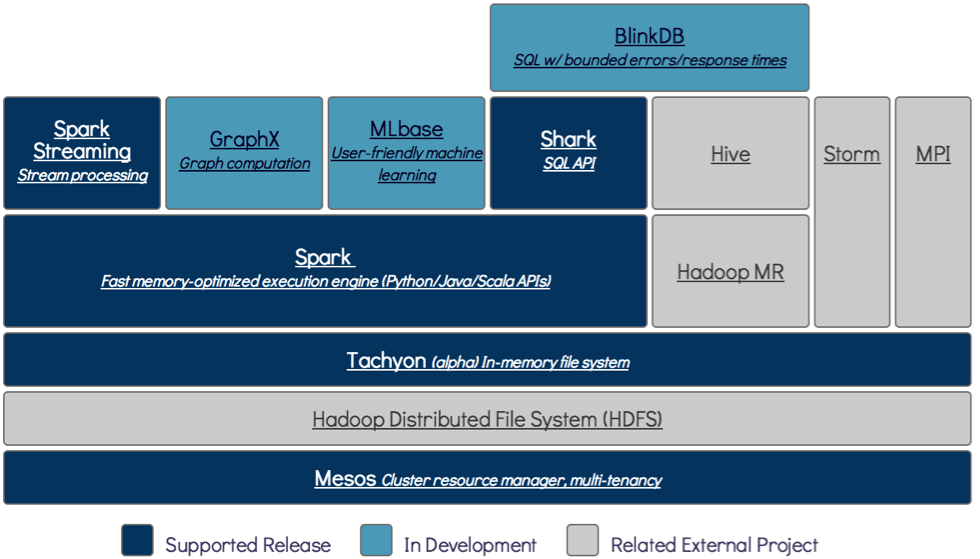 BlinkDB
SQL w/ bounded errors/response times
Spark
Streaming
Stream processing
GraphX
Graph computation
MLbase
User-friendly machine
learning
Shark
SQL API
Hive
Storm
MPI
Spark
Fast memory-optimized execution engine (Python/Java/Scala APIs)
Hadoop MR
Tachyon (alpha) In-memory file system
Hadoop Distributed File System (HDFS)
Mesos Cluster resource manager, multi-tenancy
Supported Release
In Development
Related External Project